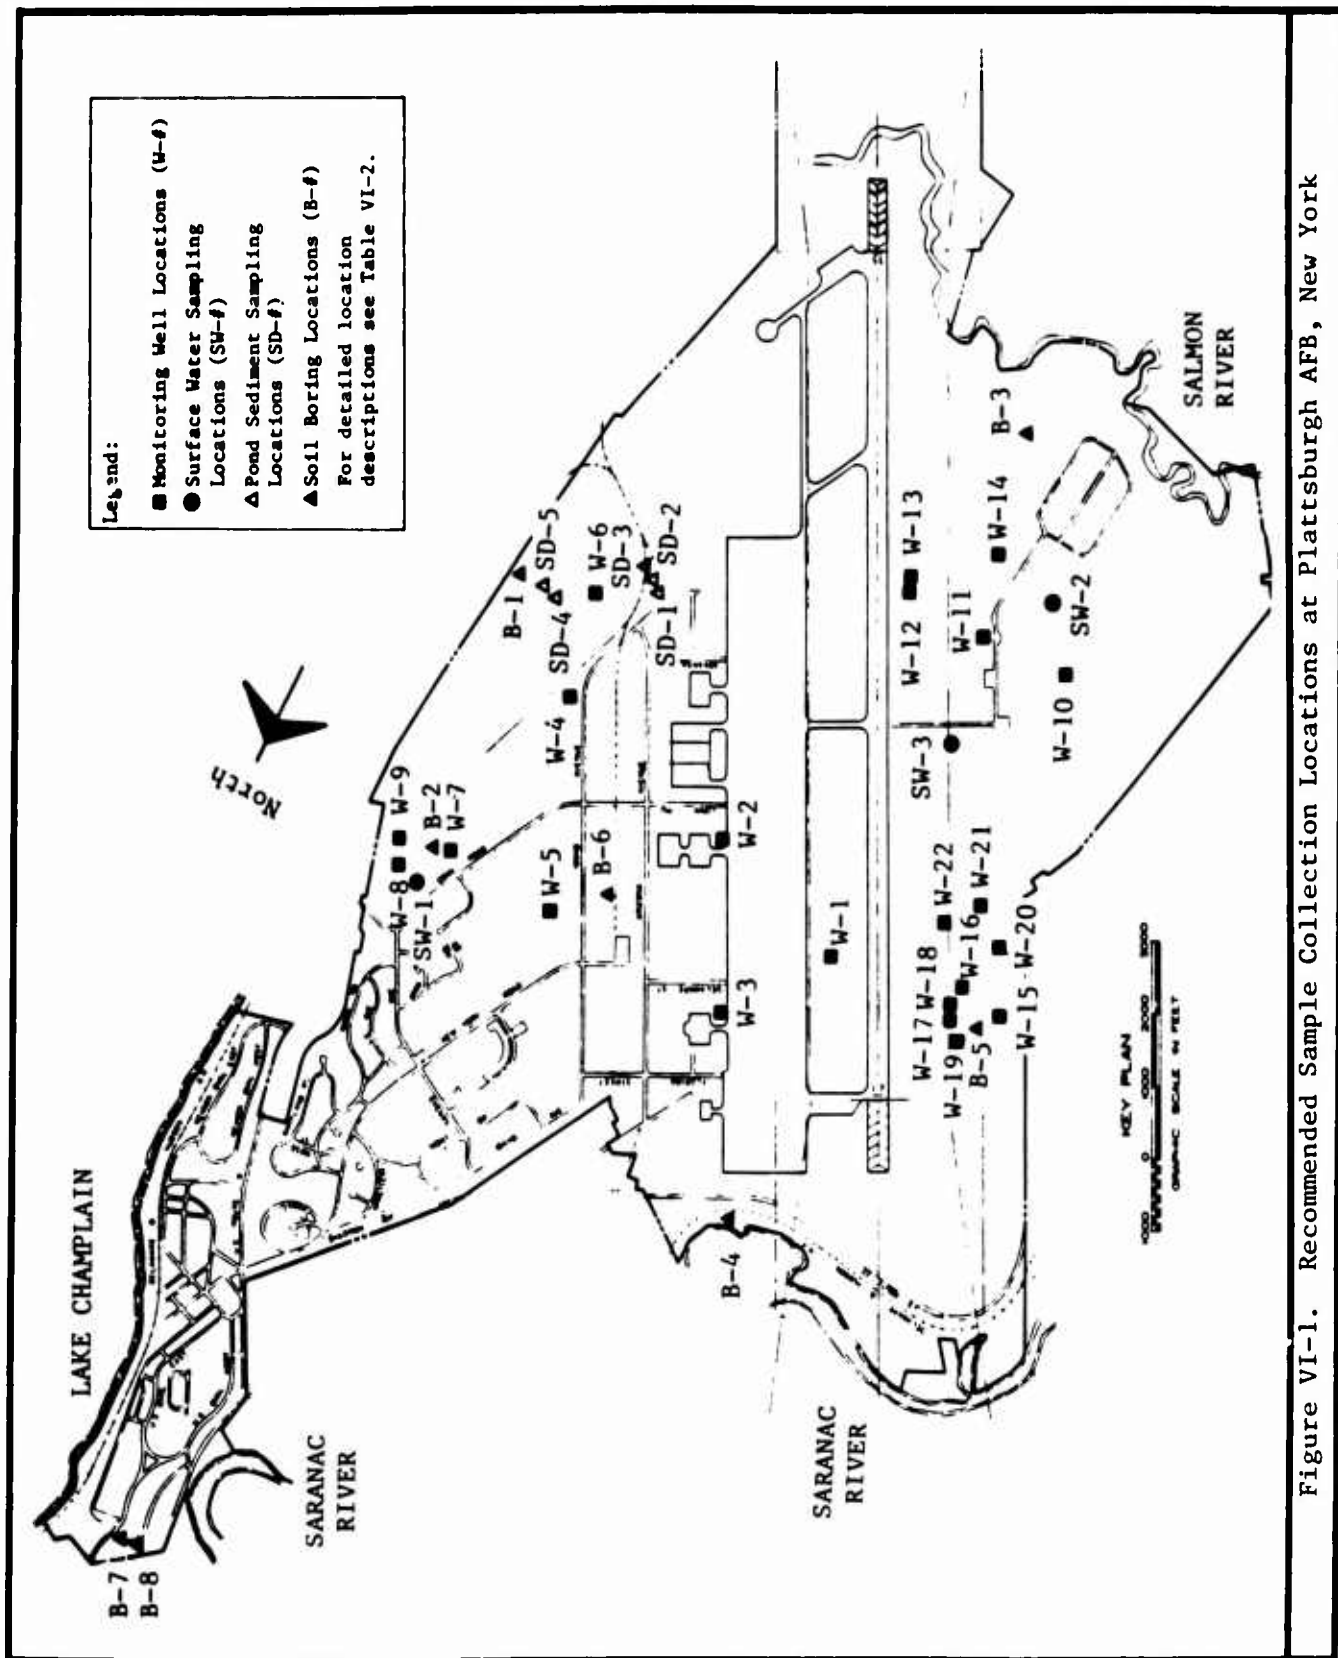 Legend:
Monitoring Well Locations (W-#)
Surface Water Sampling
Locations (SW-#)
Pond Sediment Sampling
Locations (SD-#)
Soil Boring Locations (B-#)
For detailed location
descriptions see Table VI-2.
North
LAKE CHAMPLAIN
SARANAC
RIVER
SARANAC
RIVER
SALMON
RIVER
B-7
B-8
W-8
W-9
SW-1
B-2
W-7
B-1
SD-5
SD-4
W-6
SD-3
SD-2
SD-1
W-4
W-5
B-6
W-2
W-3
B-4
W-1
W-12
W-13
W-14
B-3
W-11
SW-2
W-10
SW-3
W-22
W-21
W-16
W-18
W-17
W-19
B-5
W-15
W-20
KEY PLAN
1000 0 1000 2000 3000
GRAPHIC SCALE IN FEET
Figure VI-1. Recommended Sample Collection Locations at Plattsburgh AFB, New York